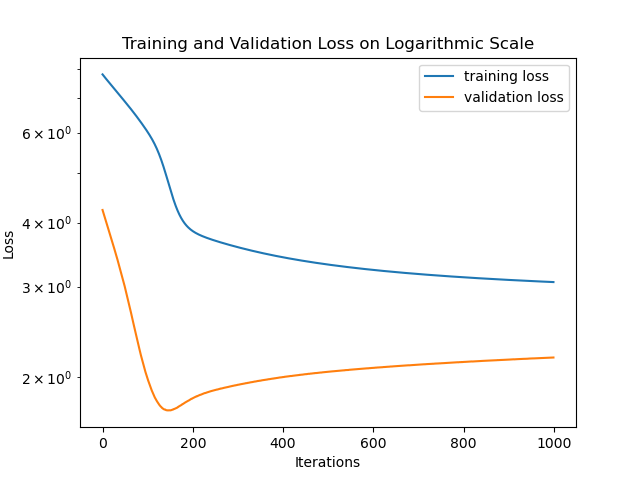 Training and Validation Loss on Logarithmic Scale
training loss
validation loss
6 × 10⁰
4 × 10⁰
3 × 10⁰
2 × 10⁰
Loss
0 200 400 600 800 1000
Iterations